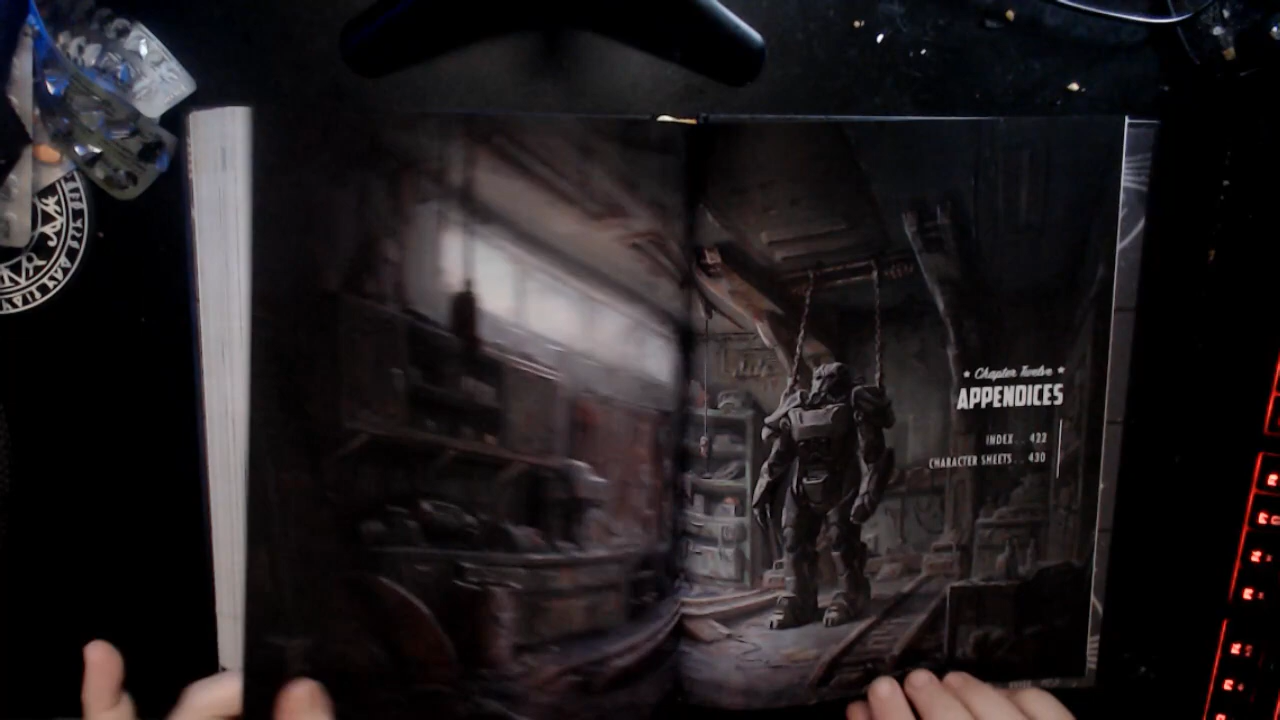 Chapter Twelve
APPENDICES
INDEX . . 422
CHARACTER SHEETS . . 430